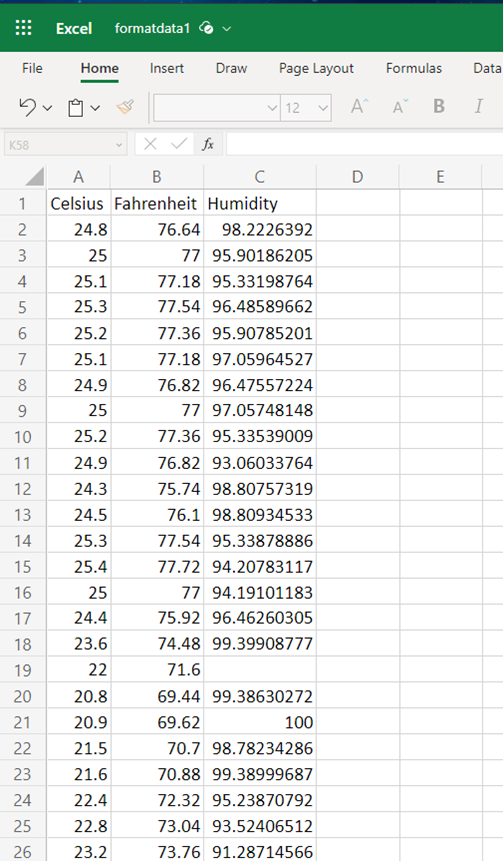 Excel formatdata1
File Home Insert Draw Page Layout Formulas Data
12 A A B I
K58 fx
A B C D E
1 Celsius Fahrenheit Humidity
2 24.8 76.64 98.2226392
3 25 77 95.90186205
4 25.1 77.18 95.33198764
5 25.3 77.54 96.48589662
6 25.2 77.36 95.90785201
7 25.1 77.18 97.05964527
8 24.9 76.82 96.47557224
9 25 77 97.05748148
10 25.2 77.36 95.33539009
11 24.9 76.82 93.06033764
12 24.3 75.74 98.80757319
13 24.5 76.1 98.80934533
14 25.3 77.54 95.33878886
15 25.4 77.72 94.20783117
16 25 77 94.19101183
17 24.4 75.92 96.46260305
18 23.6 74.48 99.39908777
19 22 71.6
20 20.8 69.44 99.38630272
21 20.9 69.62 100
22 21.5 70.7 98.78234286
23 21.6 70.88 99.38999687
24 22.4 72.32 95.23870792
25 22.8 73.04 93.52406512
26 23.2 73.76 91.28714566